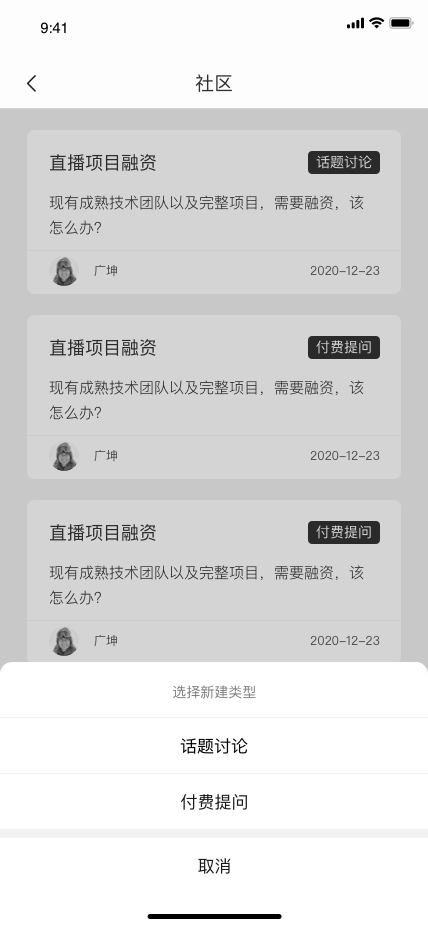 9:41
社区
直播项目融资
话题讨论
现有成熟技术团队以及完整项目，需要融资，该
怎么办？
广坤
2020-12-23
直播项目融资
付费提问
现有成熟技术团队以及完整项目，需要融资，该
怎么办？
广坤
2020-12-23
直播项目融资
付费提问
现有成熟技术团队以及完整项目，需要融资，该
怎么办？
广坤
2020-12-23
选择新建类型
话题讨论
付费提问
取消